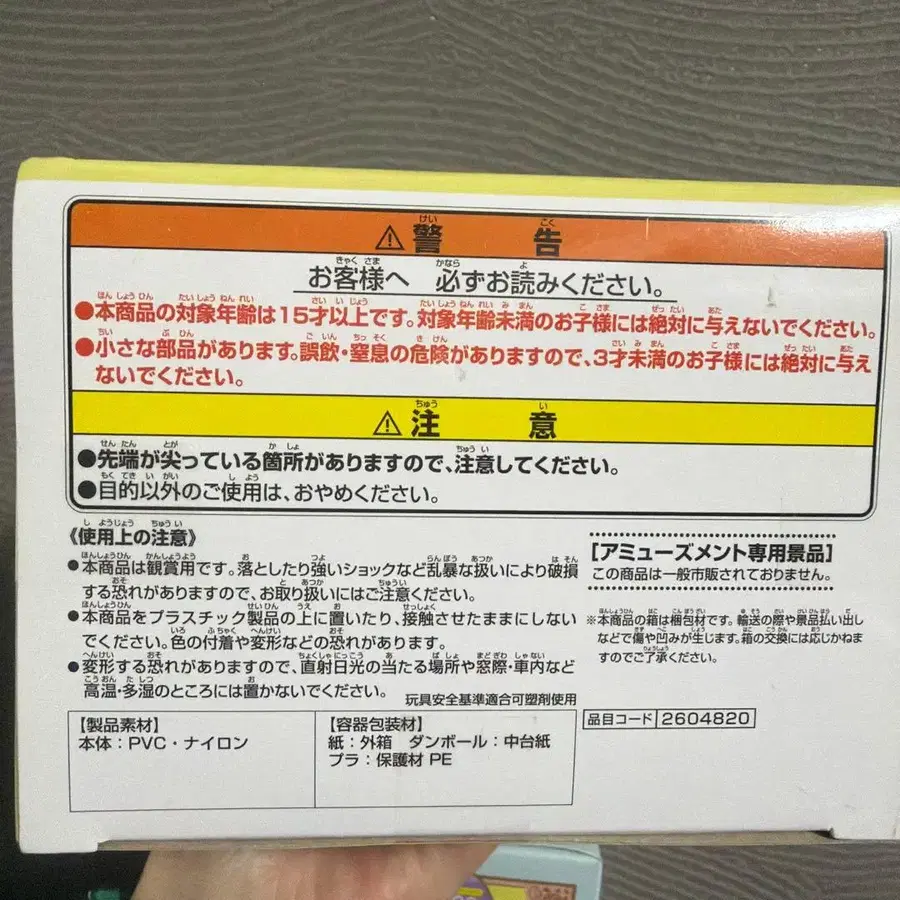 ⚠警告
お客様へ 必ずお読みください。
●本商品の対象年齢は15才以上です。対象年齢未満のお子様には絶対に与えないでください。
●小さな部品があります。誤飲・窒息の危険がありますので、3才未満のお子様には絶対に与え
ないでください。
⚠注意
●先端が尖っている箇所がありますので、注意してください。
●目的以外のご使用は、おやめください。
《使用上の注意》
●本商品は観賞用です。落としたり強いショックなど乱暴な扱いにより破損
する恐れがありますので、お取り扱いにはご注意ください。
●本商品をプラスチック製品の上に置いたり、接触させたままにしない
でください。色の付着や変形などの恐れがあります。
●変形する恐れがありますので、直射日光の当たる場所や窓際・車内など
高温・多湿のところには置かないでください。
玩具安全基準適合可塑剤使用
【製品素材】
本体：PVC・ナイロン
【容器包装材】
紙：外箱 ダンボール：中台紙
プラ：保護材 PE
【アミューズメント専用景品】
この商品は一般市販されておりません。
※本商品の箱は梱包材です。輸送の際や景品払い出し
などで傷や凹みが生じます。箱の交換には応じかねま
すのでご了承ください。
品目コード 2604820